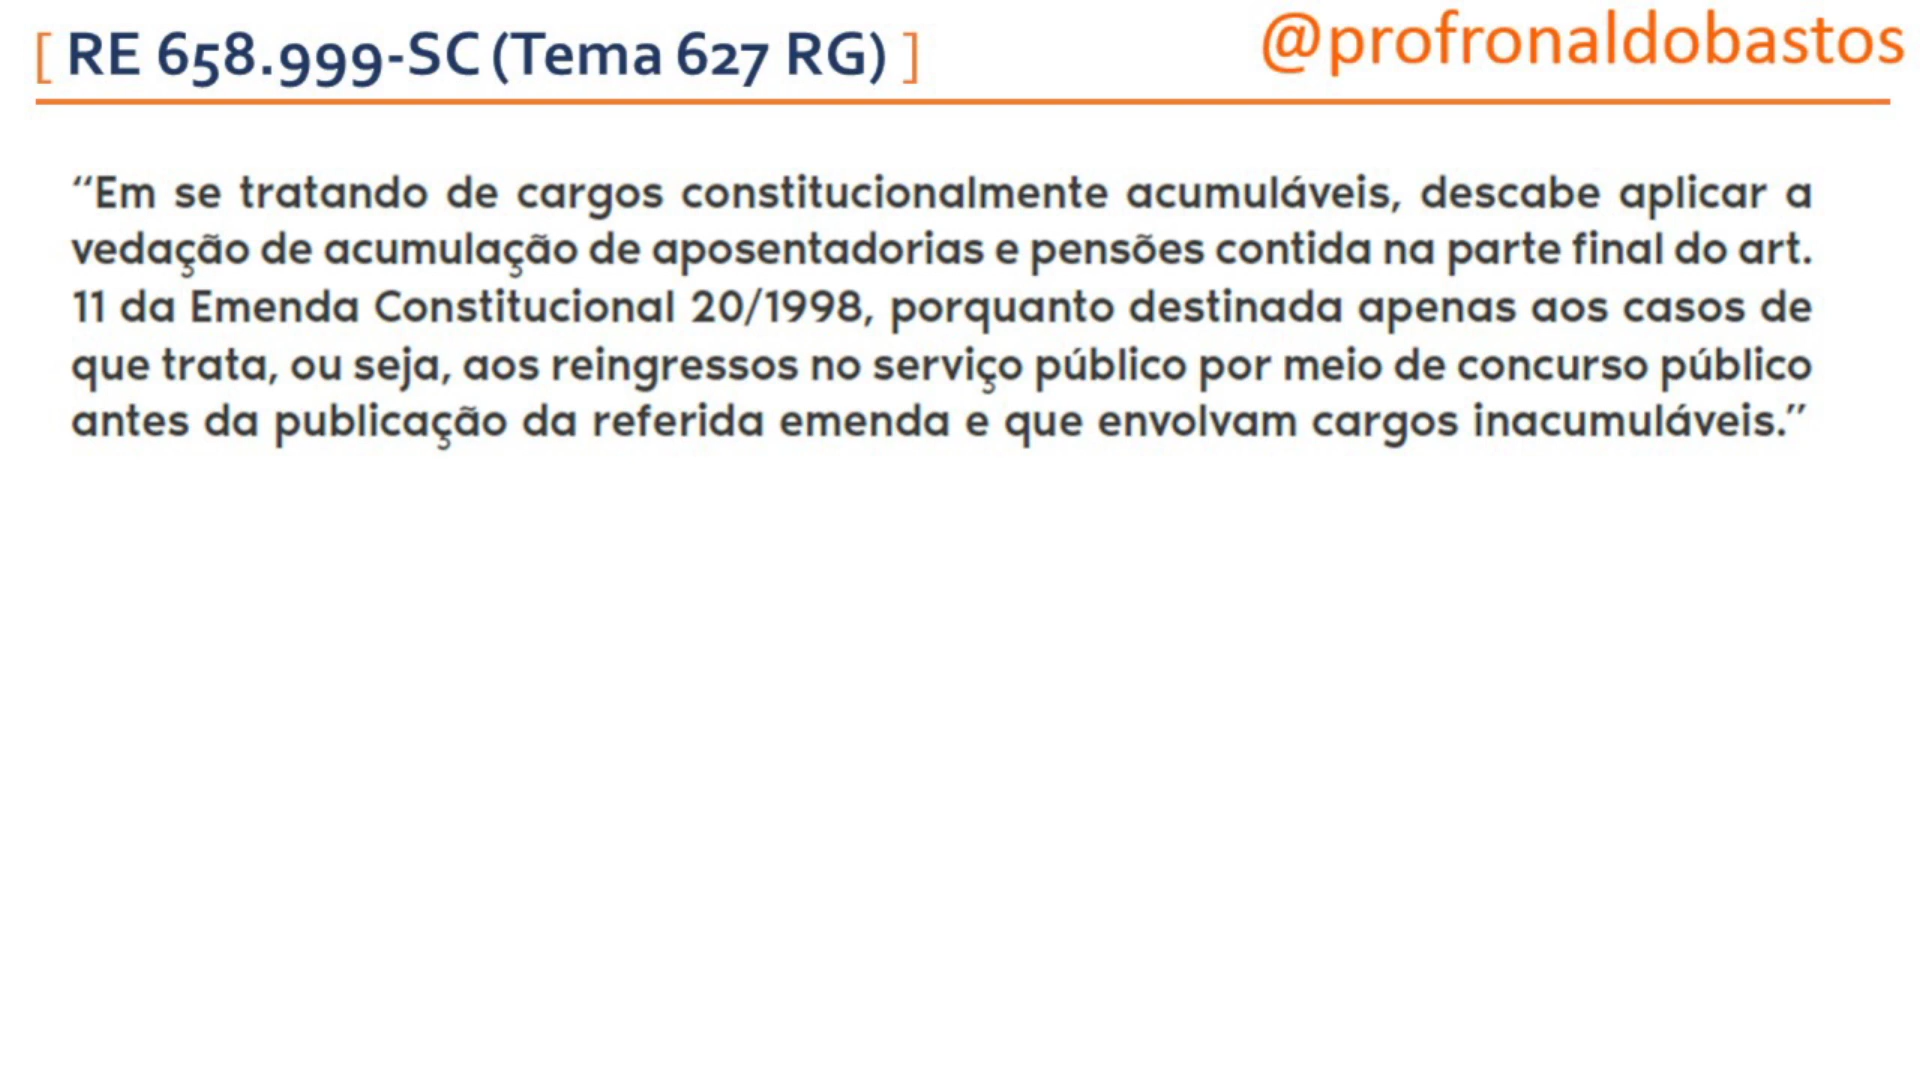 [ RE 658.999-SC (Tema 627 RG) ]
@profronaldobastos
“Em se tratando de cargos constitucionalmente acumuláveis, descabe aplicar a
vedação de acumulação de aposentadorias e pensões contida na parte final do art.
11 da Emenda Constitucional 20/1998, porquanto destinada apenas aos casos de
que trata, ou seja, aos reingressos no serviço público por meio de concurso público
antes da publicação da referida emenda e que envolvam cargos inacumuláveis.”